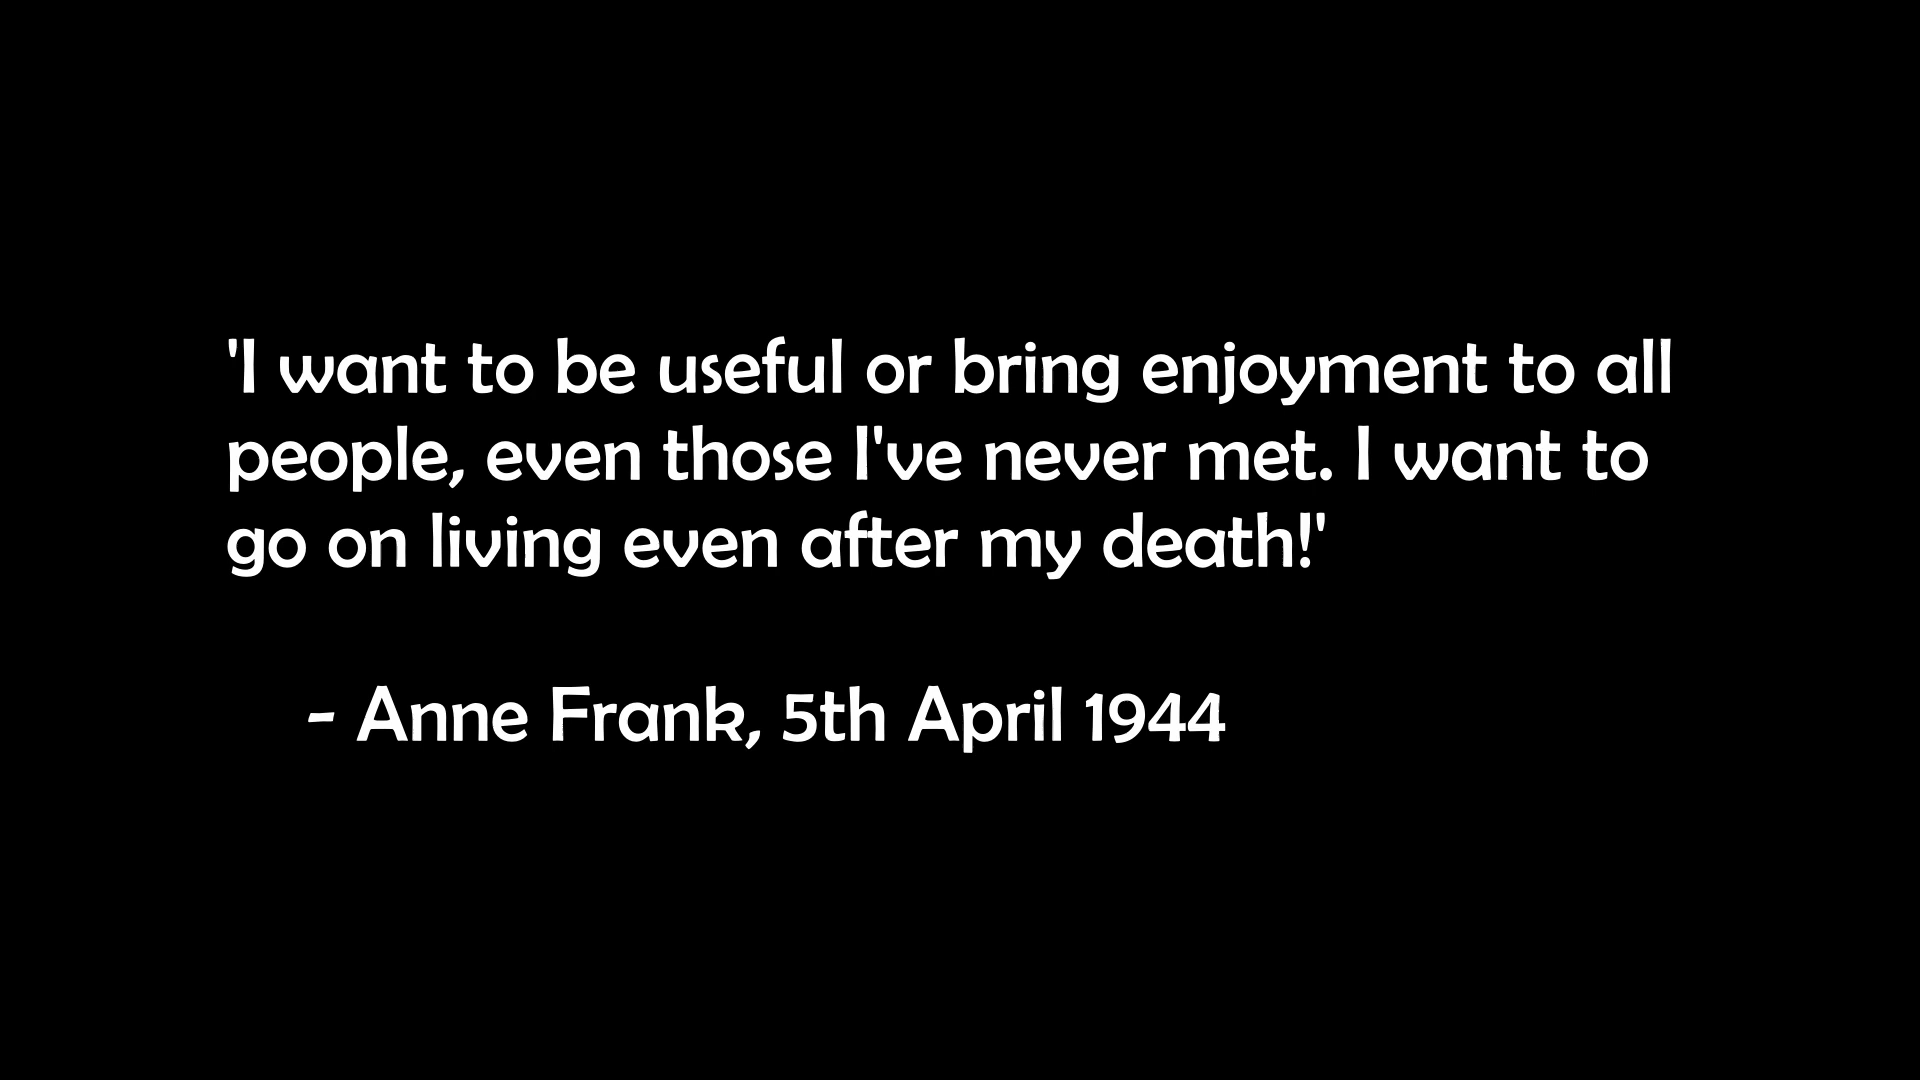 'I want to be useful or bring enjoyment to all
people, even those I've never met. I want to
go on living even after my death!'
- Anne Frank, 5th April 1944